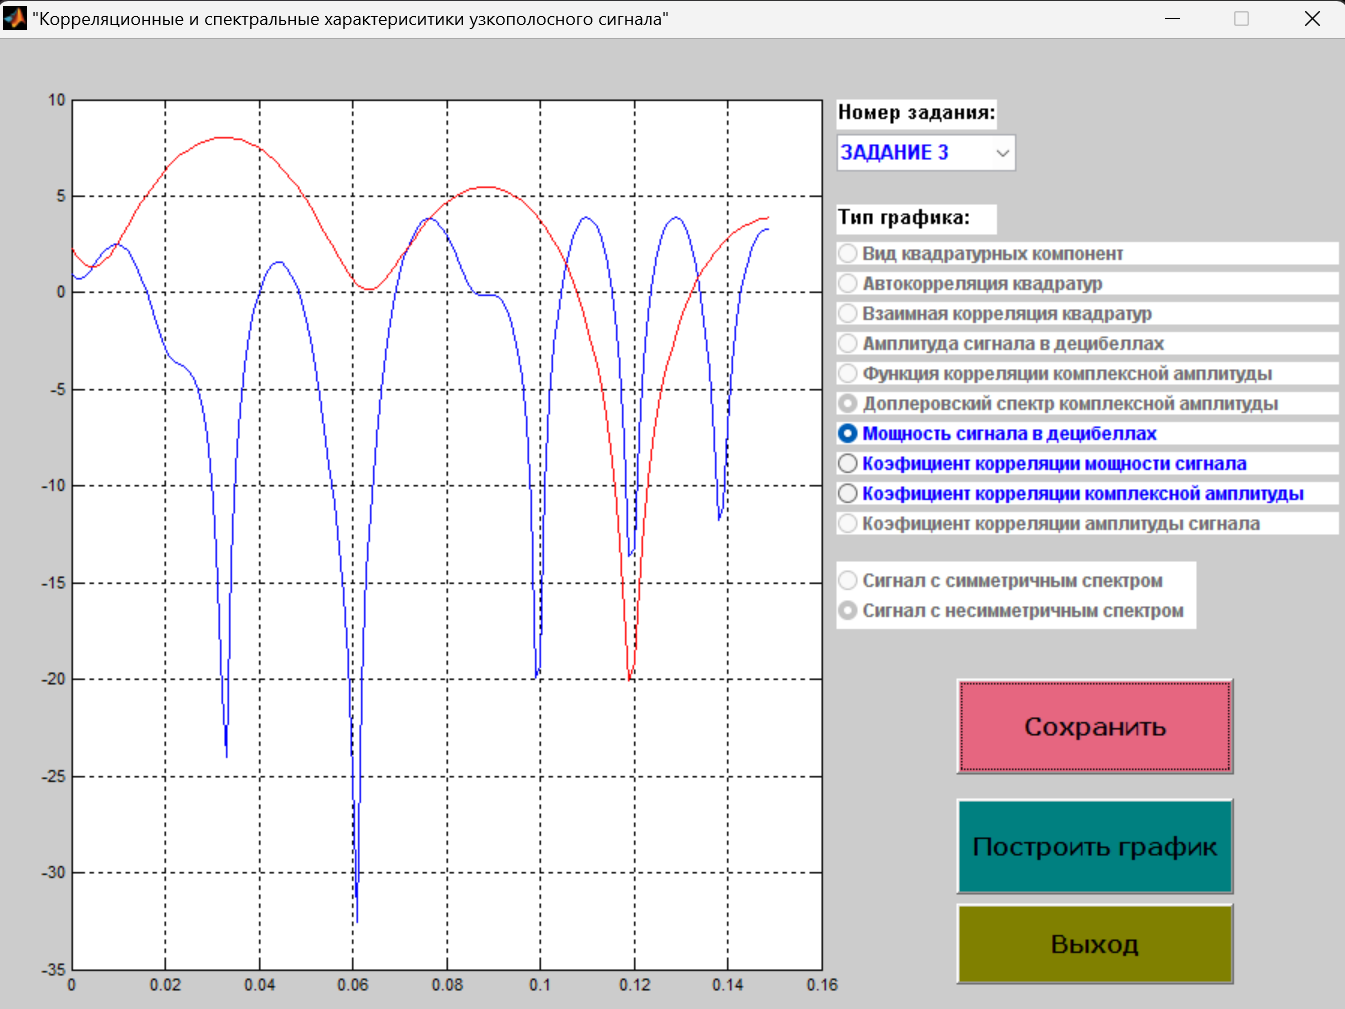 "Корреляционные и спектральные характериситики узкополосного сигнала"
10
5
0
-5
-10
-15
-20
-25
-30
-35
0
0.02
0.04
0.06
0.08
0.1
0.12
0.14
0.16
Номер задания:
ЗАДАНИЕ 3
Тип графика:
Вид квадратурных компонент
Автокорреляция квадратур
Взаимная корреляция квадратур
Амплитуда сигнала в децибеллах
Функция корреляции комплексной амплитуды
Доплеровский спектр комплексной амплитуды
Мощность сигнала в децибеллах
Коэфициент корреляции мощности сигнала
Коэфициент корреляции комплексной амплитуды
Коэфициент корреляции амплитуды сигнала
Сигнал с симметричным спектром
Сигнал с несимметричным спектром
Сохранить
Построить график
Выход